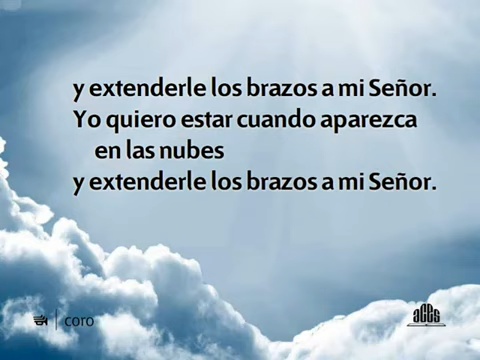 y extenderle los brazos a mi Señor.
Yo quiero estar cuando aparezca
en las nubes
y extenderle los brazos a mi Señor.
coro
aces